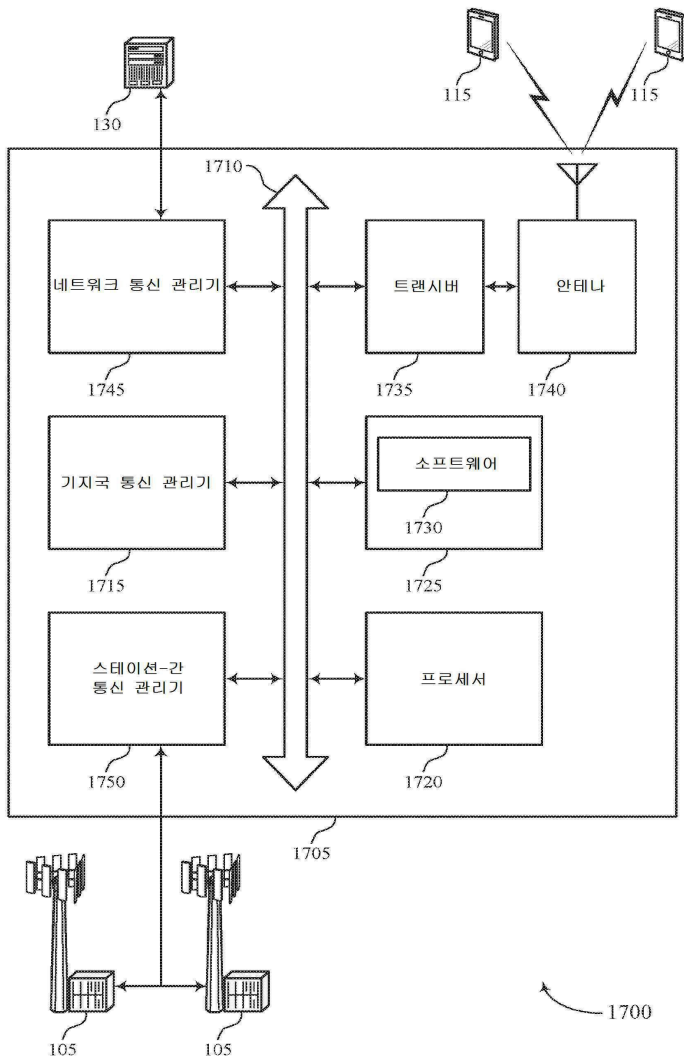 130
115
115
1710
네트워크 통신 관리기
트랜시버
안테나
1745
1735
1740
기지국 통신 관리기
소프트웨어
1730
1715
1725
스테이션-간
통신 관리기
프로세서
1750
1720
1705
105
105
1700